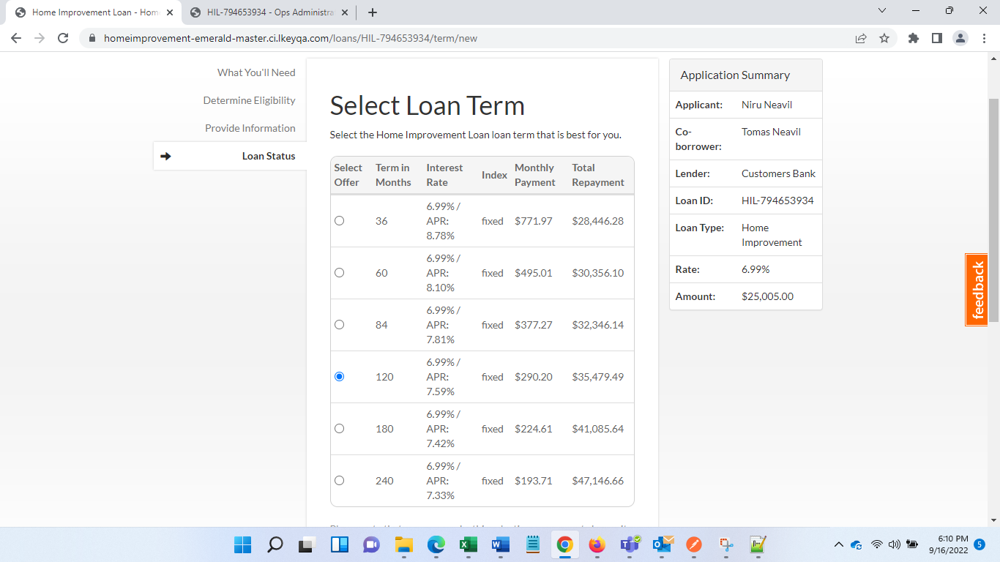 Home Improvement Loan - Hom
HIL-794653934 - Ops Administra
homeimprovement-emerald-master.ci.lkeyqa.com/loans/HIL-794653934/term/new
What You'll Need
Determine Eligibility
Provide Information
Loan Status
Select Loan Term
Select the Home Improvement Loan loan term that is best for you.
Select Offer Term in Months Interest Rate Index Monthly Payment Total Repayment
36 6.99% / APR: 8.78% fixed $771.97 $28,446.28
60 6.99% / APR: 8.10% fixed $495.01 $30,356.10
84 6.99% / APR: 7.81% fixed $377.27 $32,346.14
120 6.99% / APR: 7.59% fixed $290.20 $35,479.49
180 6.99% / APR: 7.42% fixed $224.61 $41,085.64
240 6.99% / APR: 7.33% fixed $193.71 $47,146.66
Application Summary
Applicant: Niru Neavil
Co-borrower: Tomas Neavil
Lender: Customers Bank
Loan ID: HIL-794653934
Loan Type: Home Improvement
Rate: 6.99%
Amount: $25,005.00
feedback
6:10 PM
9/16/2022
5